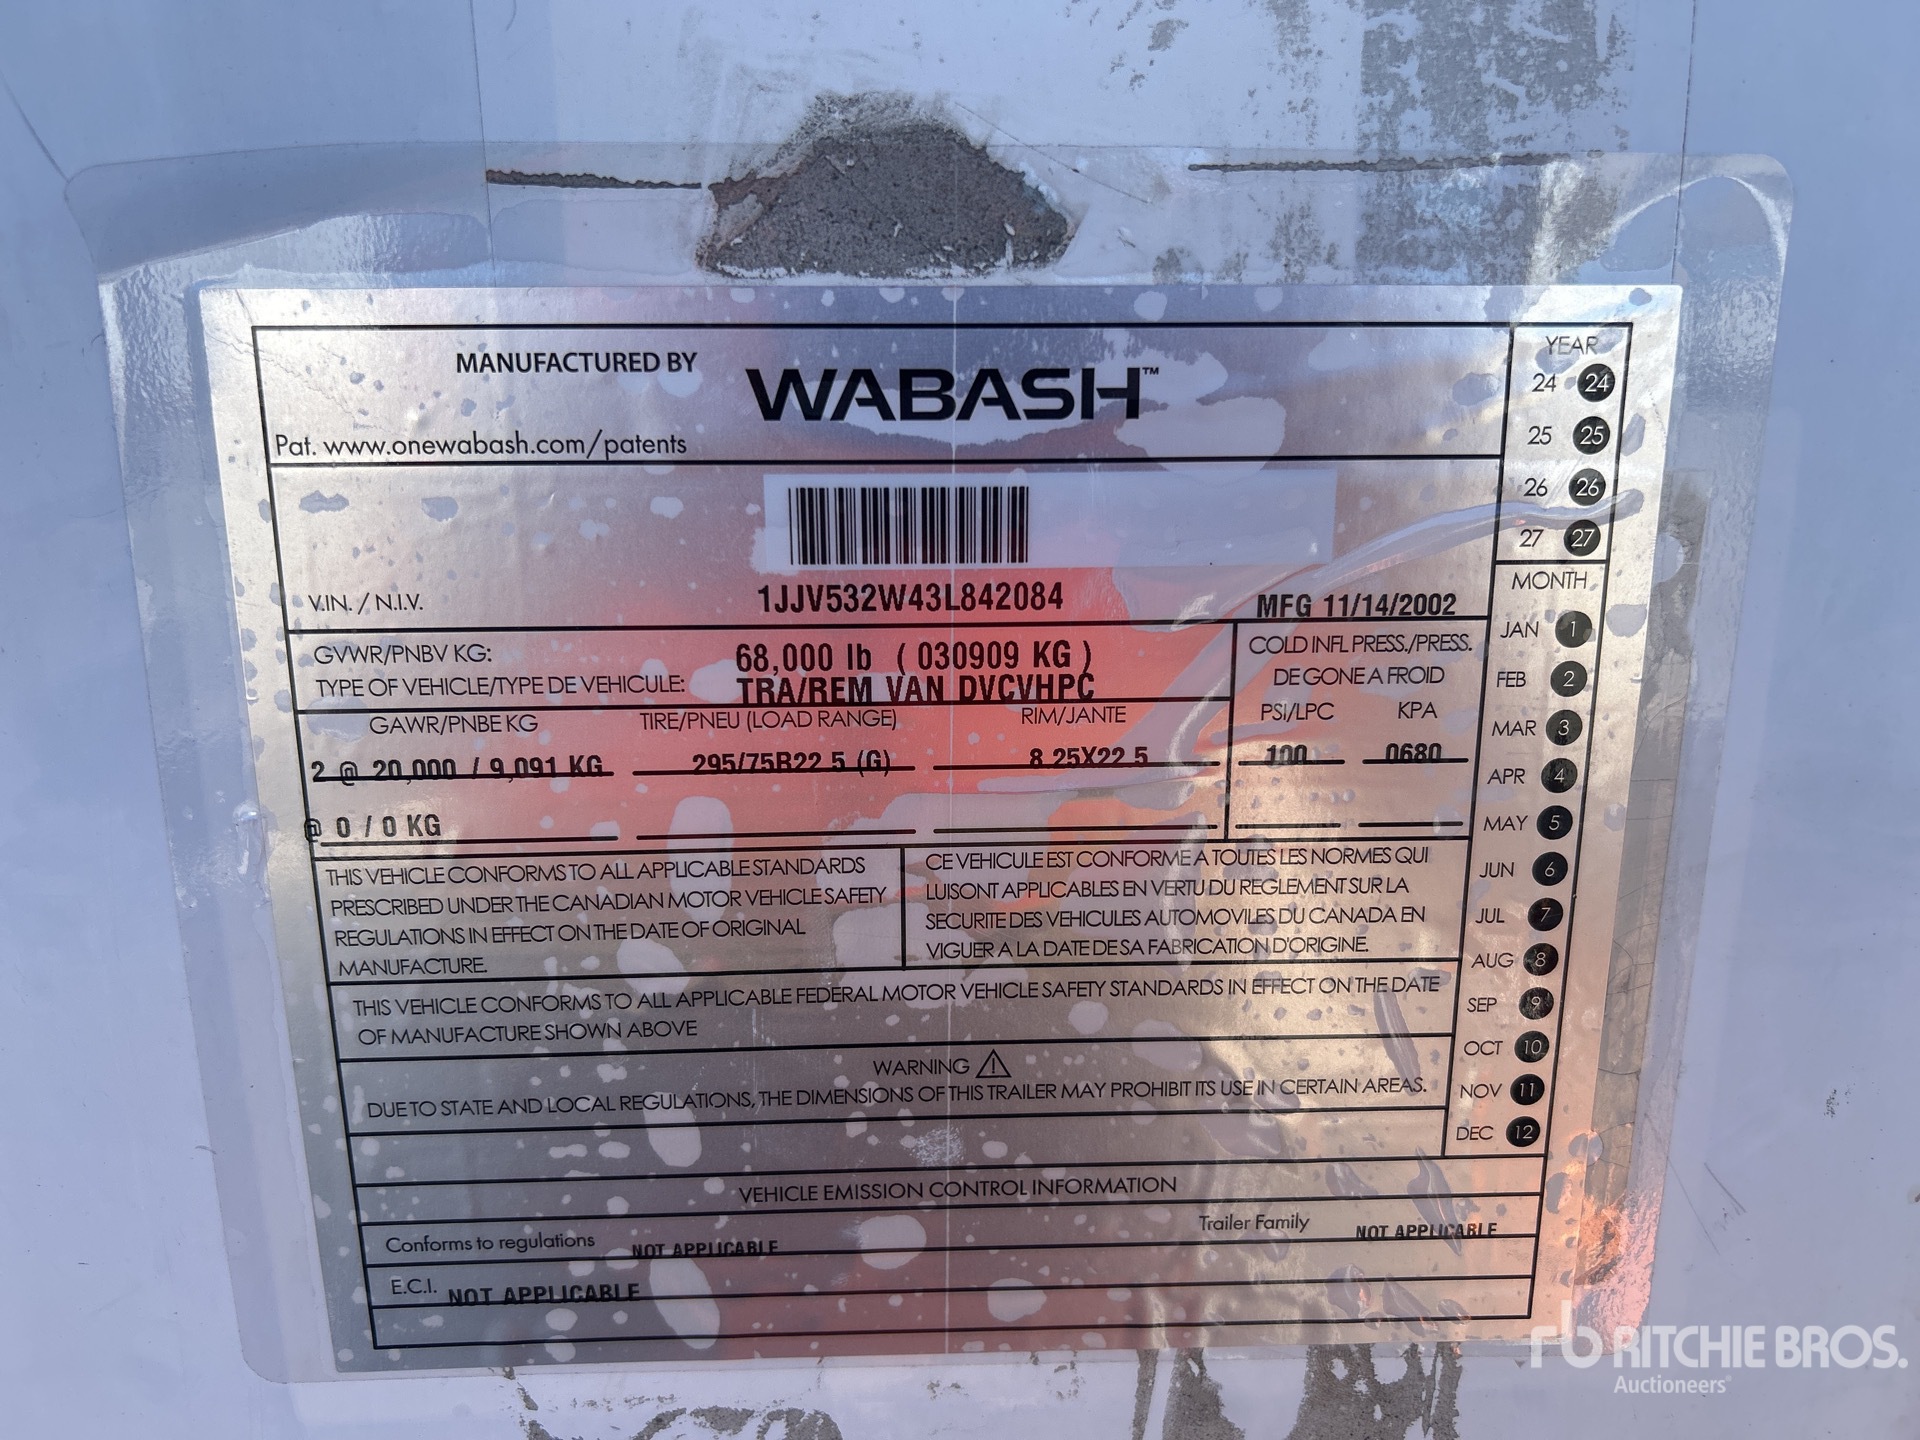 MANUFACTURED BY WABASH™
Pat. www.onewabash.com/patents
V.IN. / N.I.V. 1JJV532W43L842084 MFG 11/14/2002
GVWR/PNBV KG: 68,000 lb ( 030909 KG )
TYPE OF VEHICLE/TYPE DE VEHICULE: TRA/REM VAN DVCVHPC
COLD INFL PRESS./PRESS.
DE GONE A FROID
GAWR/PNBE KG TIRE/PNEU (LOAD RANGE) RIM/JANTE PSI/LPC KPA
2 @ 20,000 / 9,091 KG 295/75R22.5 (G) 8.25X22.5 100 0680
@ 0 / 0 KG
THIS VEHICLE CONFORMS TO ALL APPLICABLE STANDARDS
PRESCRIBED UNDER THE CANADIAN MOTOR VEHICLE SAFETY
REGULATIONS IN EFFECT ON THE DATE OF ORIGINAL
MANUFACTURE.
CE VEHICULE EST CONFORME A TOUTES LES NORMES QUI
LUISONT APPLICABLES EN VERTU DU REGLEMENT SUR LA
SECURITE DES VEHICULES AUTOMOVILES DU CANADA EN
VIGUER A LA DATE DE SA FABRICATION D'ORIGINE.
THIS VEHICLE CONFORMS TO ALL APPLICABLE FEDERAL MOTOR VEHICLE SAFETY STANDARDS IN EFFECT ON THE DATE
OF MANUFACTURE SHOWN ABOVE
WARNING
DUE TO STATE AND LOCAL REGULATIONS, THE DIMENSIONS OF THIS TRAILER MAY PROHIBIT ITS USE IN CERTAIN AREAS.
VEHICLE EMISSION CONTROL INFORMATION
Conforms to regulations NOT APPLICABLE Trailer Family NOT APPLICABLE
E.C.I. NOT APPLICABLE
YEAR
24 24
25 25
26 26
27 27
MONTH
JAN 1
FEB 2
MAR 3
APR 4
MAY 5
JUN 6
JUL 7
AUG 8
SEP 9
OCT 10
NOV 11
DEC 12
rb RITCHIE BROS.
Auctioneers